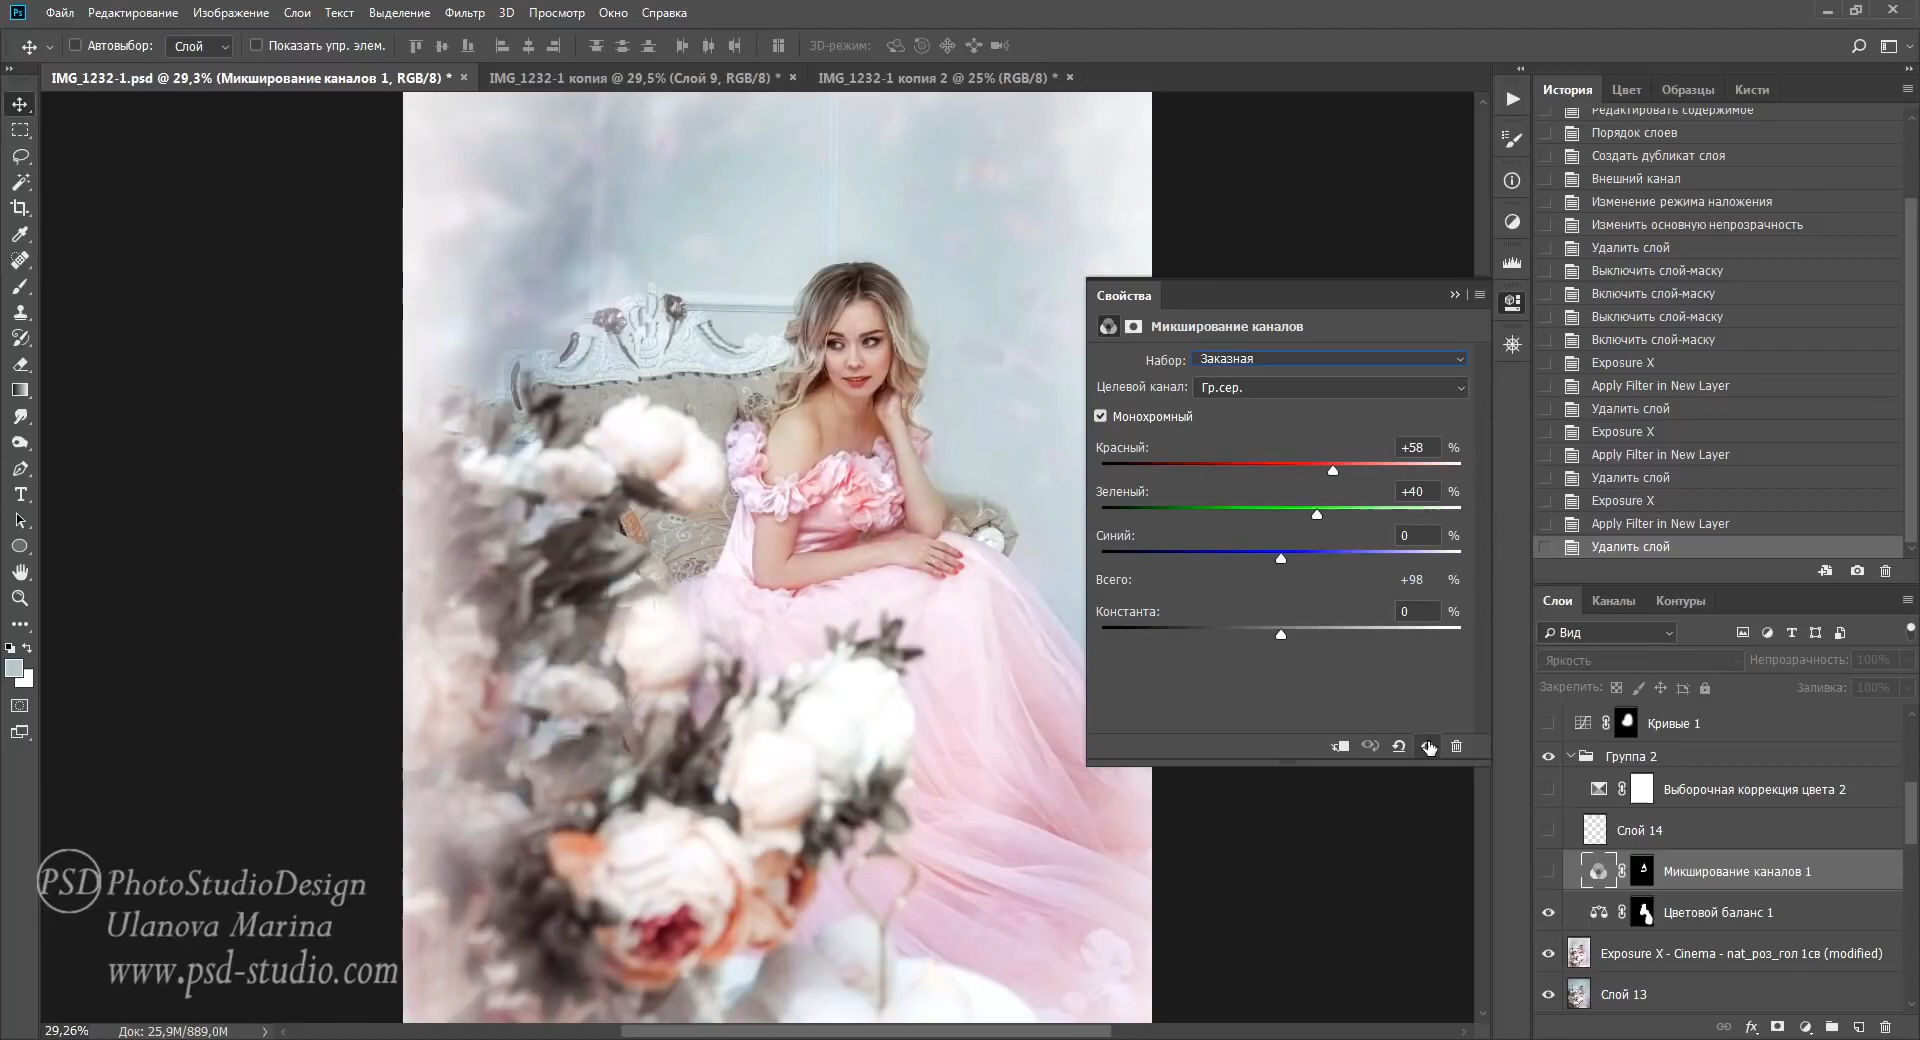 Ps Файл Редактирование Изображение Слои Текст Выделение Фильтр 3D Просмотр Окно Справка
Автовыбор: Слой Показать упр. элем. 3D-режим:
IMG_1232-1.psd @ 29,3% (Микширование каналов 1, RGB/8) * × IMG_1232-1 копия @ 29,5% (Слой 9, RGB/8) * × IMG_1232-1 копия 2 @ 25% (RGB/8) * ×
История Цвет Образцы Кисти
Редактировать содержимое
Порядок слоев
Создать дубликат слоя
Внешний канал
Изменение режима наложения
Изменить основную непрозрачность
Удалить слой
Выключить слой-маску
Включить слой-маску
Выключить слой-маску
Включить слой-маску
Exposure X
Apply Filter in New Layer
Удалить слой
Exposure X
Apply Filter in New Layer
Удалить слой
Exposure X
Apply Filter in New Layer
Удалить слой
Свойства
Микширование каналов
Набор: Заказная
Целевой канал: Гр.сер.
Монохромный
Красный: +58 %
Зеленый: +40 %
Синий: 0 %
Всего: +98 %
Константа: 0 %
Слои Каналы Контуры
Вид
Яркость Непрозрачность: 100%
Закрепить: Заливка: 100%
Кривые 1
Группа 2
Выборочная коррекция цвета 2
Слой 14
Микширование каналов 1
Цветовой баланс 1
Exposure X - Cinema - nat_роз_гол 1св (modified)
Слой 13
fx
PSD PhotoStudioDesign
Ulanova Marina
www.psd-studio.com
29,26% Док: 25,9M/889,0M